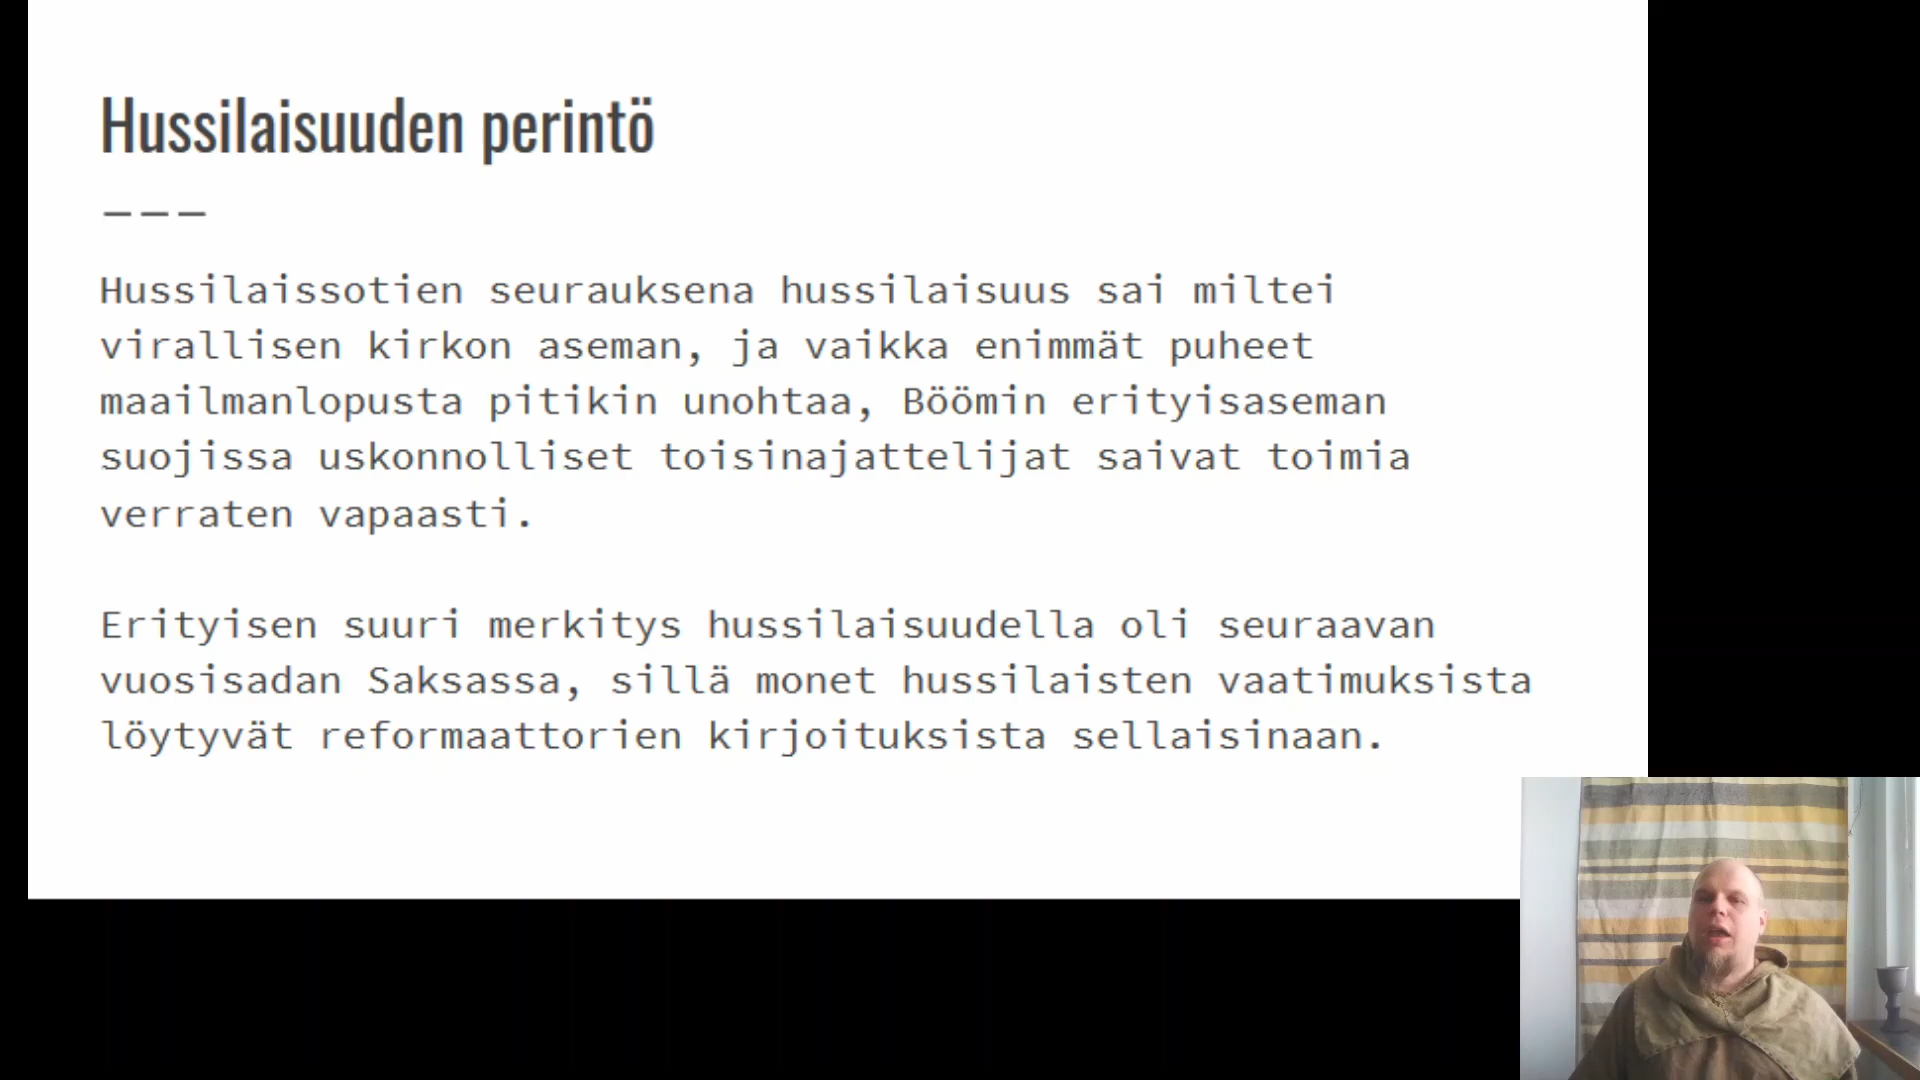 Hussilaisuuden perintö
———
Hussilaissotien seurauksena hussilaisuus sai miltei
virallisen kirkon aseman, ja vaikka enimmät puheet
maailmanlopusta pitikin unohtaa, Böömin erityisaseman
suojissa uskonnolliset toisinajattelijat saivat toimia
verraten vapaasti.
Erityisen suuri merkitys hussilaisuudella oli seuraavan
vuosisadan Saksassa, sillä monet hussilaisten vaatimuksista
löytyvät reformaattorien kirjoituksista sellaisinaan.